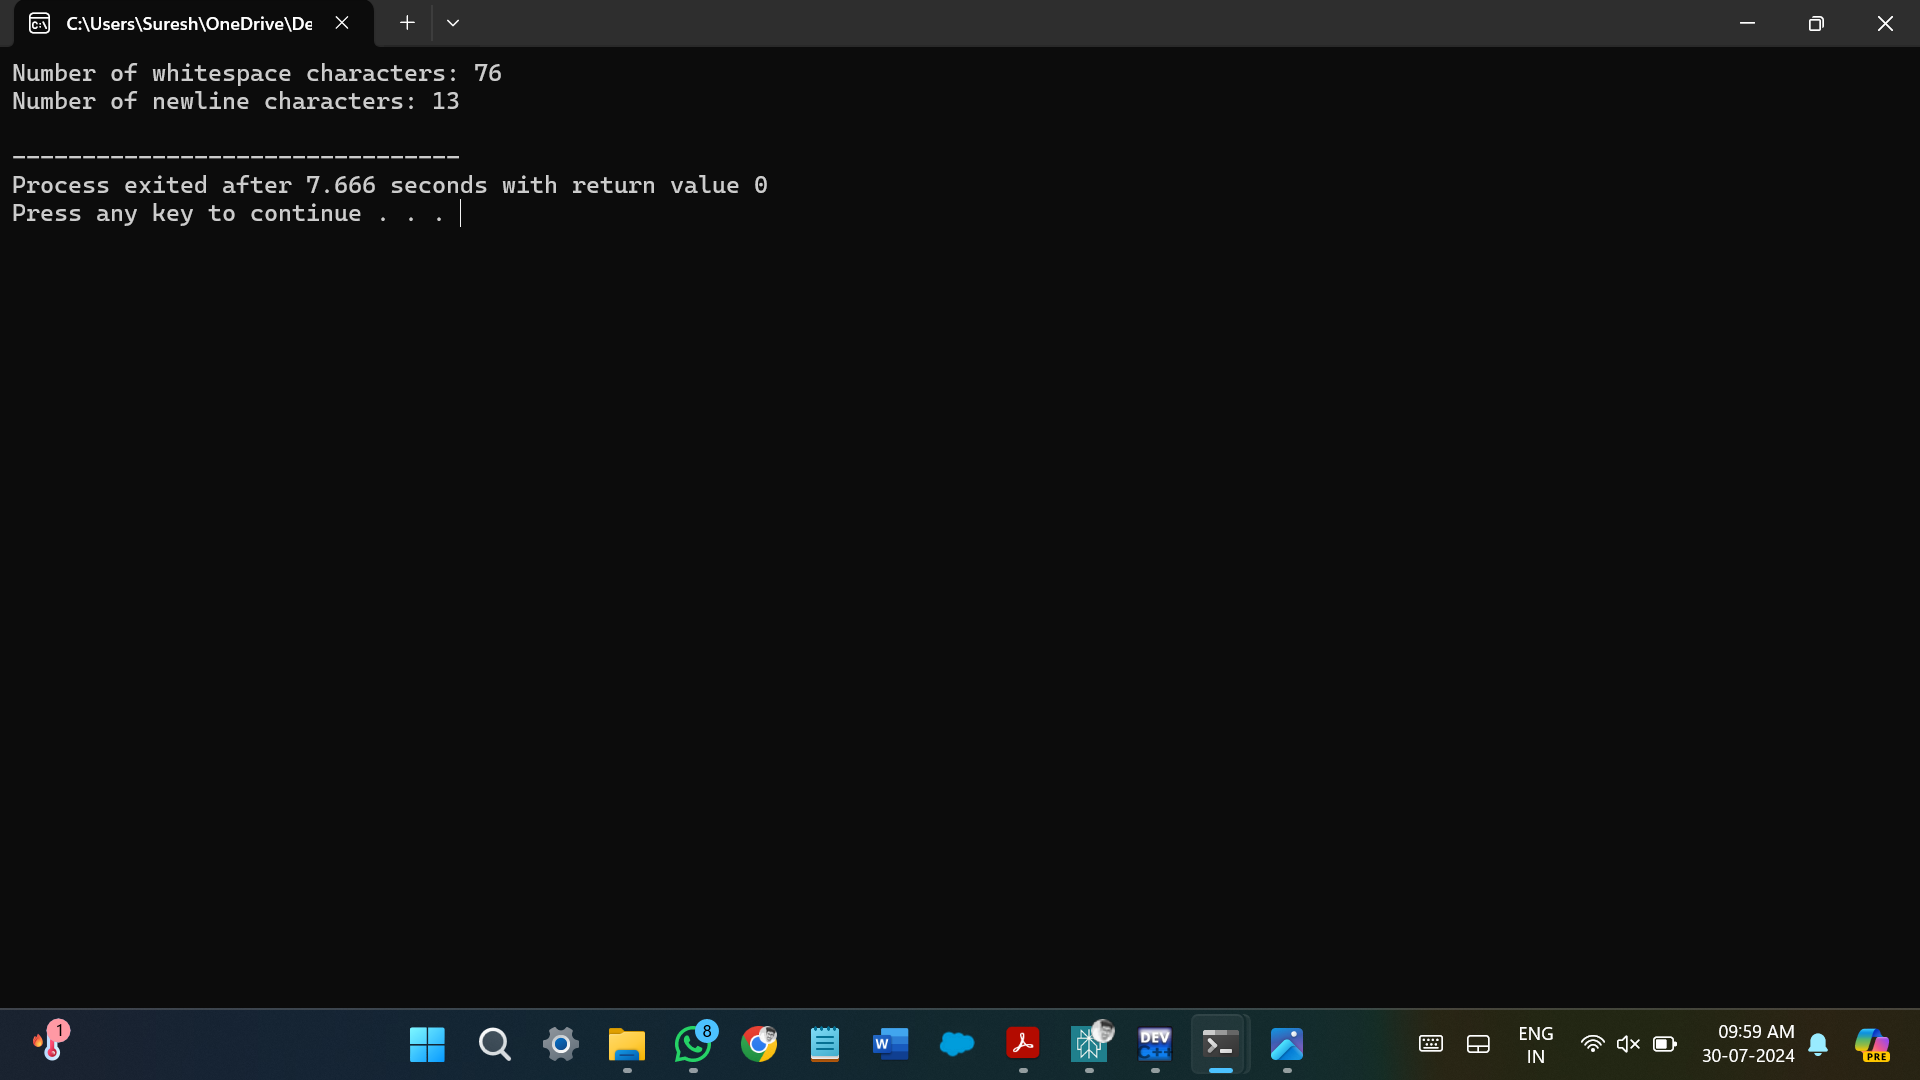 C:\Users\Suresh\OneDrive\De
Number of whitespace characters: 76
Number of newline characters: 13
--------------------------------
Process exited after 7.666 seconds with return value 0
Press any key to continue . . .
1
8
W
DEV
C++
ENG
IN
09:59 AM
30-07-2024
PRE